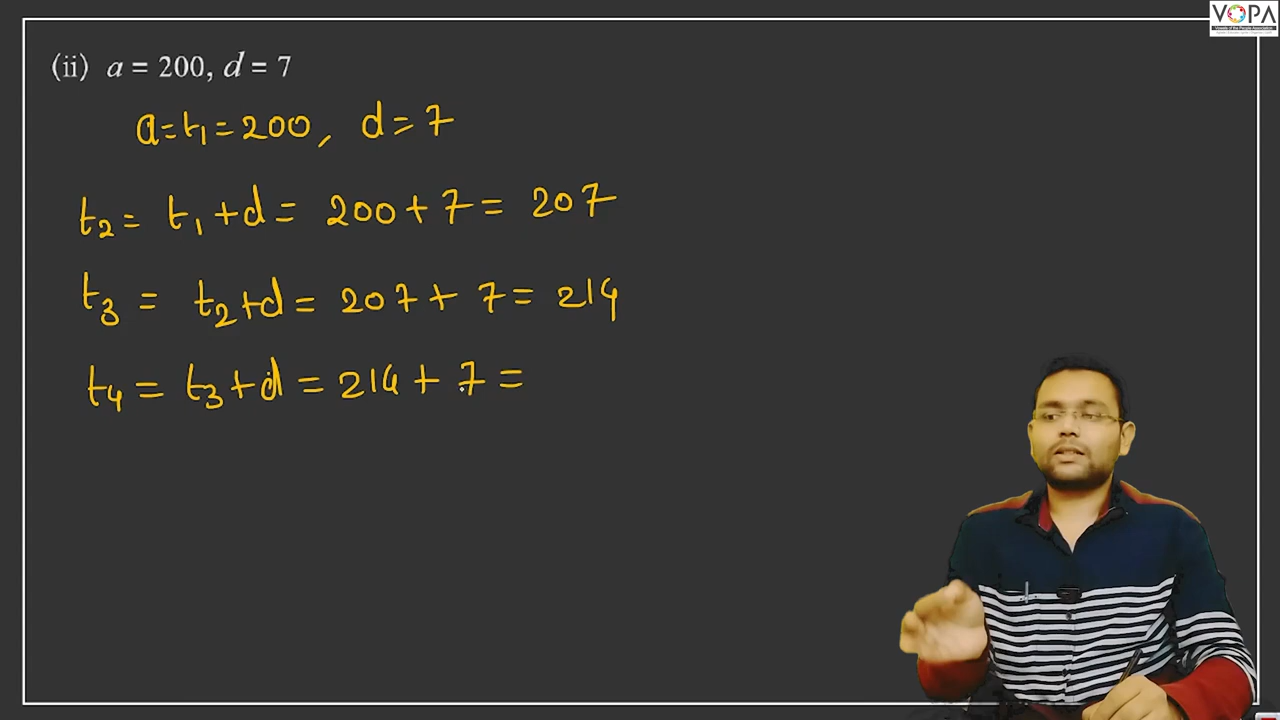 VOPA
(ii) a = 200, d = 7
a = t₁ = 200, d = 7
t₂ = t₁ + d = 200 + 7 = 207
t₃ = t₂ + d = 207 + 7 = 214
t₄ = t₃ + d = 214 + 7 =